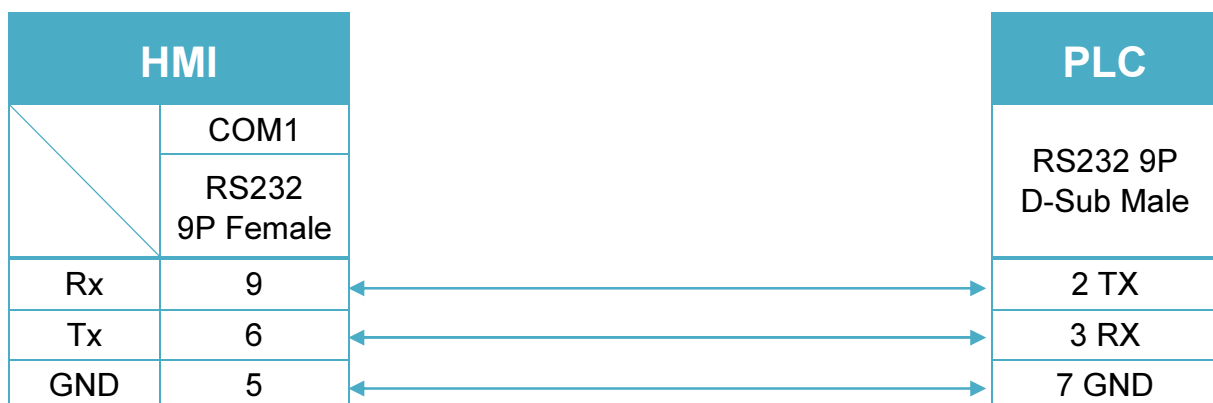 HMI
PLC
COM1
RS232
9P Female
RS232 9P
D-Sub Male
Rx 9 2 TX
Tx 6 3 RX
GND 5 7 GND